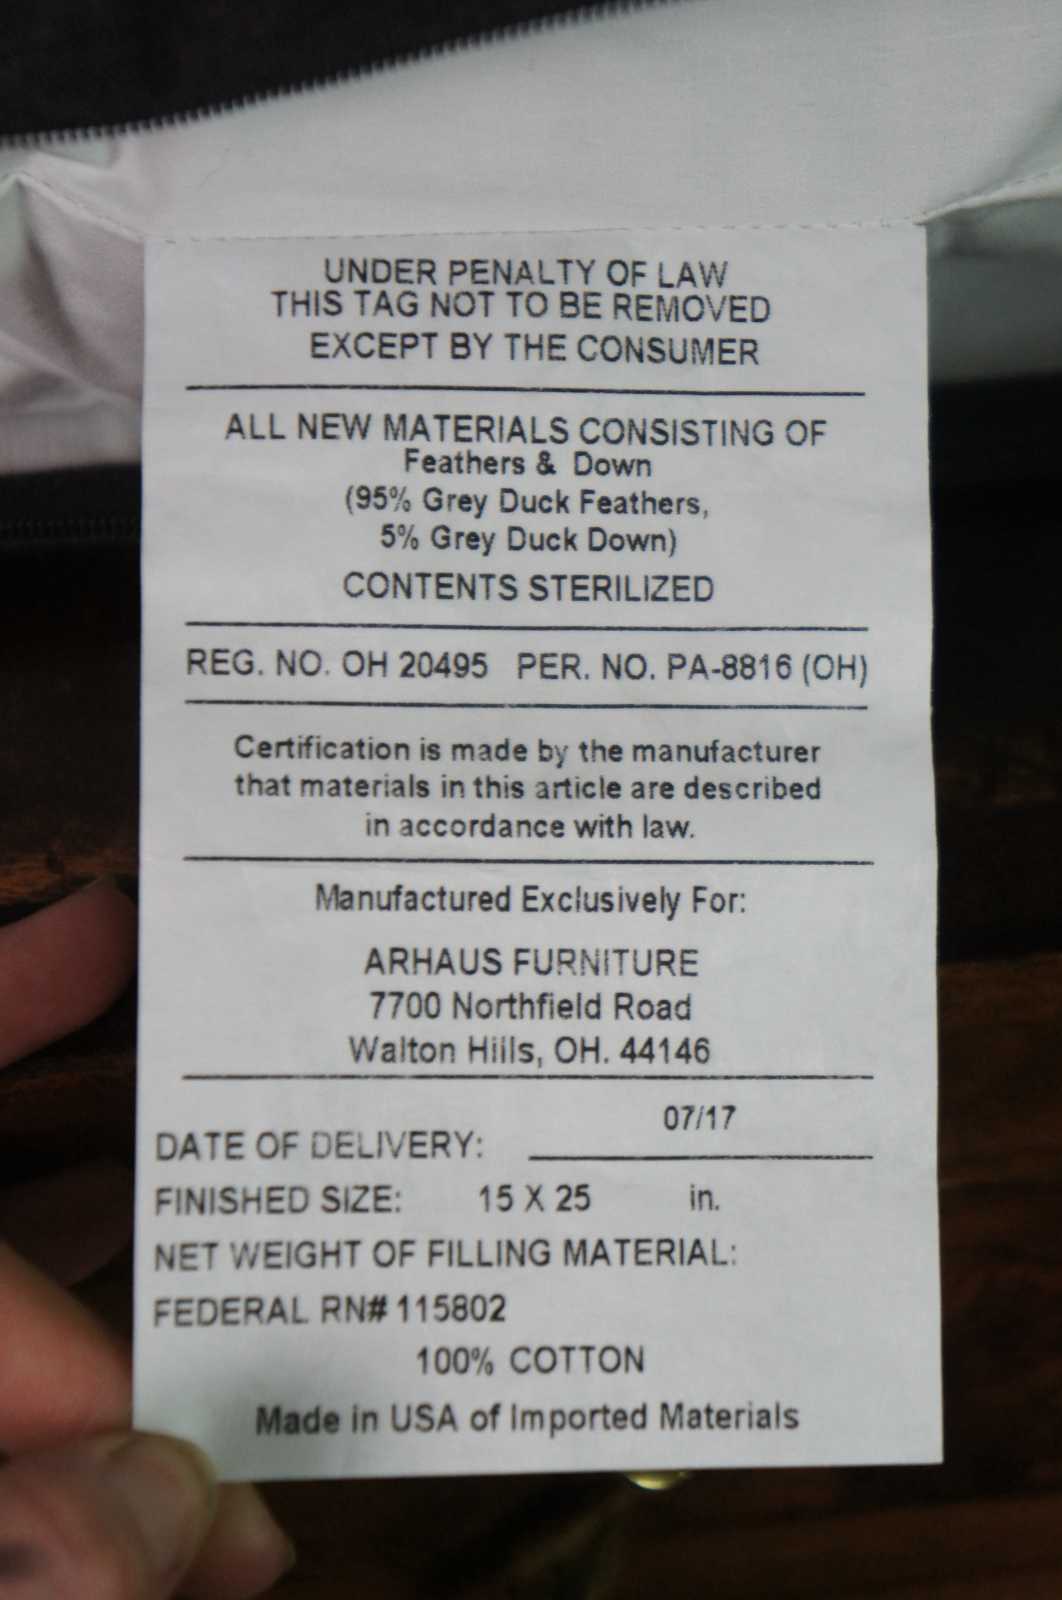 UNDER PENALTY OF LAW
THIS TAG NOT TO BE REMOVED
EXCEPT BY THE CONSUMER
ALL NEW MATERIALS CONSISTING OF
Feathers & Down
(95% Grey Duck Feathers,
5% Grey Duck Down)
CONTENTS STERILIZED
REG. NO. OH 20495 PER. NO. PA-8816 (OH)
Certification is made by the manufacturer
that materials in this article are described
in accordance with law.
Manufactured Exclusively For:
ARHAUS FURNITURE
7700 Northfield Road
Walton Hills, OH. 44146
DATE OF DELIVERY: 07/17
FINISHED SIZE: 15 X 25 in.
NET WEIGHT OF FILLING MATERIAL:
FEDERAL RN# 115802
100% COTTON
Made in USA of Imported Materials